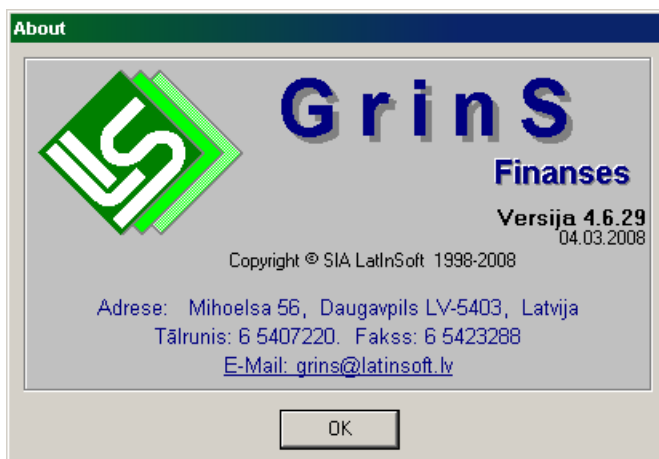 About
GrinS
Finanses
Versija 4.6.29
04.03.2008
Copyright © SIA LatInSoft 1998-2008
Adrese: Mihoelsa 56, Daugavpils LV-5403, Latvija
Tālrunis: 6 5407220. Fakss: 6 5423288
E-Mail: grins@latinsoft.lv
OK